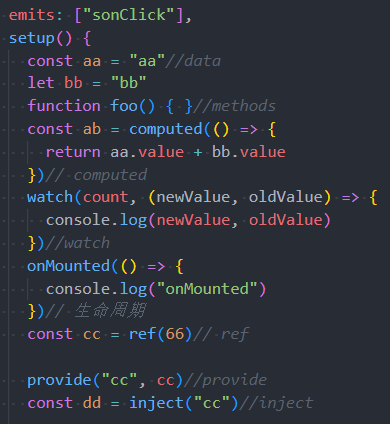 emits: ["sonClick"],
setup() {
  const aa = "aa"//data
  let bb = "bb"
  function foo() { }//methods
  const ab = computed(() => {
    return aa.value + bb.value
  })// computed
  watch(count, (newValue, oldValue) => {
    console.log(newValue, oldValue)
  })//watch
  onMounted(() => {
    console.log("onMounted")
  })// 生命周期
  const cc = ref(66)// ref

  provide("cc", cc)//provide
  const dd = inject("cc")//inject